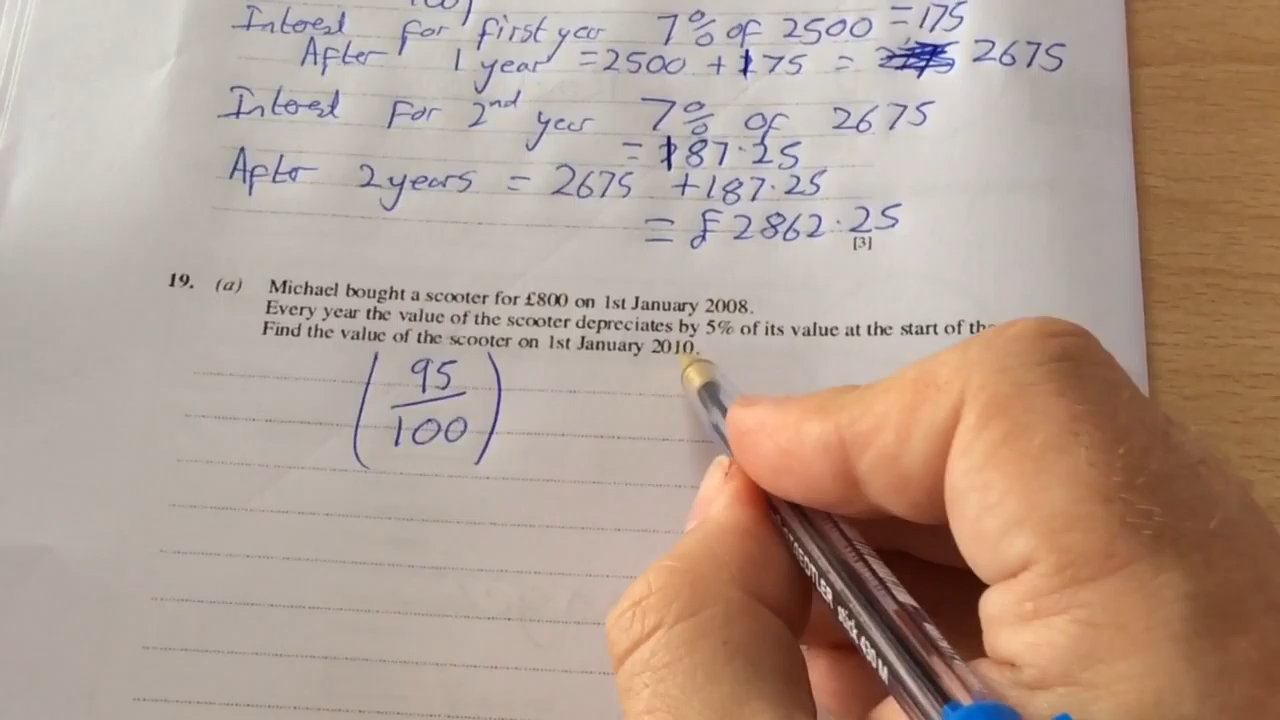 Interest for first year 7% of 2500 = 175
After 1 year = 2500 + 175 = 2675
Interest for 2nd year 7% of 2675
= 187.25
After 2 years = 2675 + 187.25
= £2862.25
[3]
19. (a) Michael bought a scooter for £800 on 1st January 2008.
Every year the value of the scooter depreciates by 5% of its value at the start of the
Find the value of the scooter on 1st January 2010.
(95/100)
STAEDTLER stick 430 M